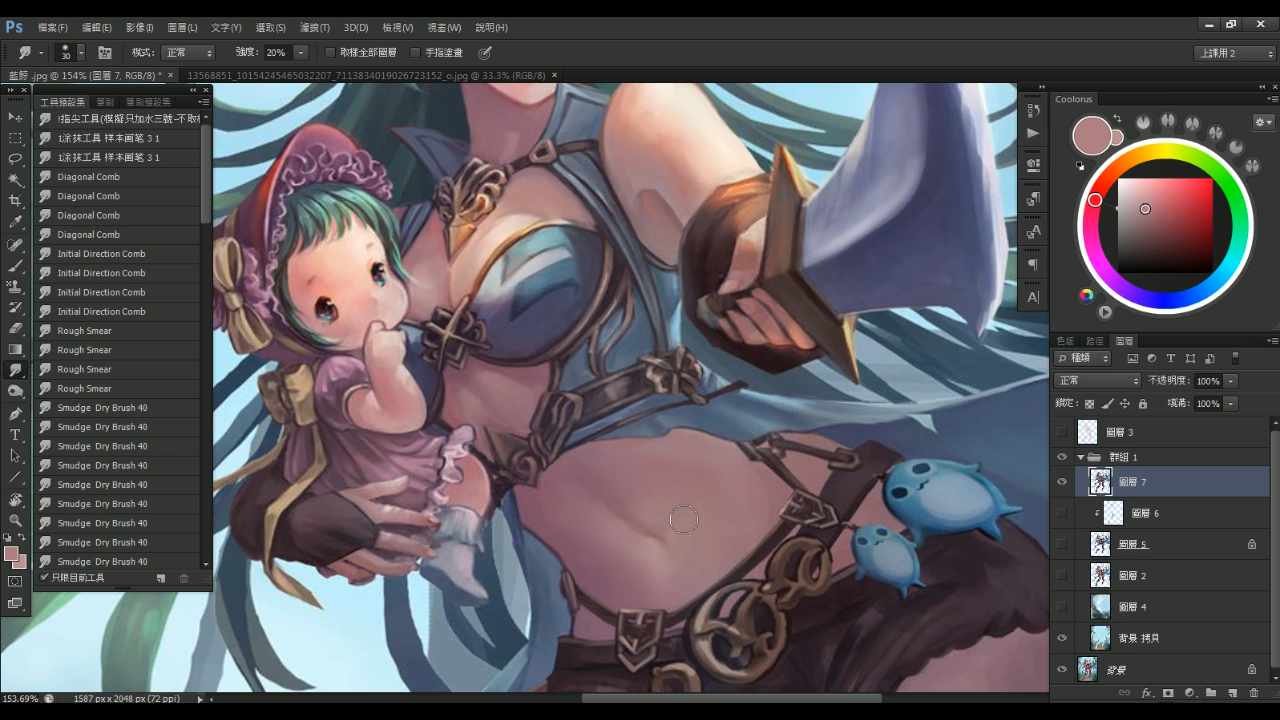 Ps 檔案(F) 編輯(E) 影像(I) 圖層(L) 文字(Y) 選取(S) 濾鏡(T) 3D(D) 檢視(V) 視窗(W) 說明(H)
30 模式: 正常 強度: 20% 取樣全部圖層 手指塗畫 上課用 2
藍歸 .jpg @ 154% (圖層 7, RGB/8) * × 13568851_10154245465032207_7113834019026723152_o.jpg @ 33.3% (RGB/8) ×
工具預設集 筆刷 筆刷預設集
1涂抹工具 样本画笔 3 1
1涂抹工具 样本画笔 3 1
Diagonal Comb
Diagonal Comb
Diagonal Comb
Diagonal Comb
Initial Direction Comb
Initial Direction Comb
Initial Direction Comb
Initial Direction Comb
Rough Smear
Rough Smear
Rough Smear
Rough Smear
Smudge Dry Brush 40
Smudge Dry Brush 40
Smudge Dry Brush 40
Smudge Dry Brush 40
Smudge Dry Brush 40
Smudge Dry Brush 40
Smudge Dry Brush 40
Smudge Dry Brush 40
Smudge Dry Brush 40
只限目前工具
Coolorus
色版 路徑 圖層
種類
正常 不透明度: 100%
鎖定: 填滿: 100%
圖層 3
群組 1
圖層 7
圖層 6
圖層 5
圖層 2
圖層 4
背景 拷貝
背景
153.69% 1587 px x 2048 px (72 ppi)